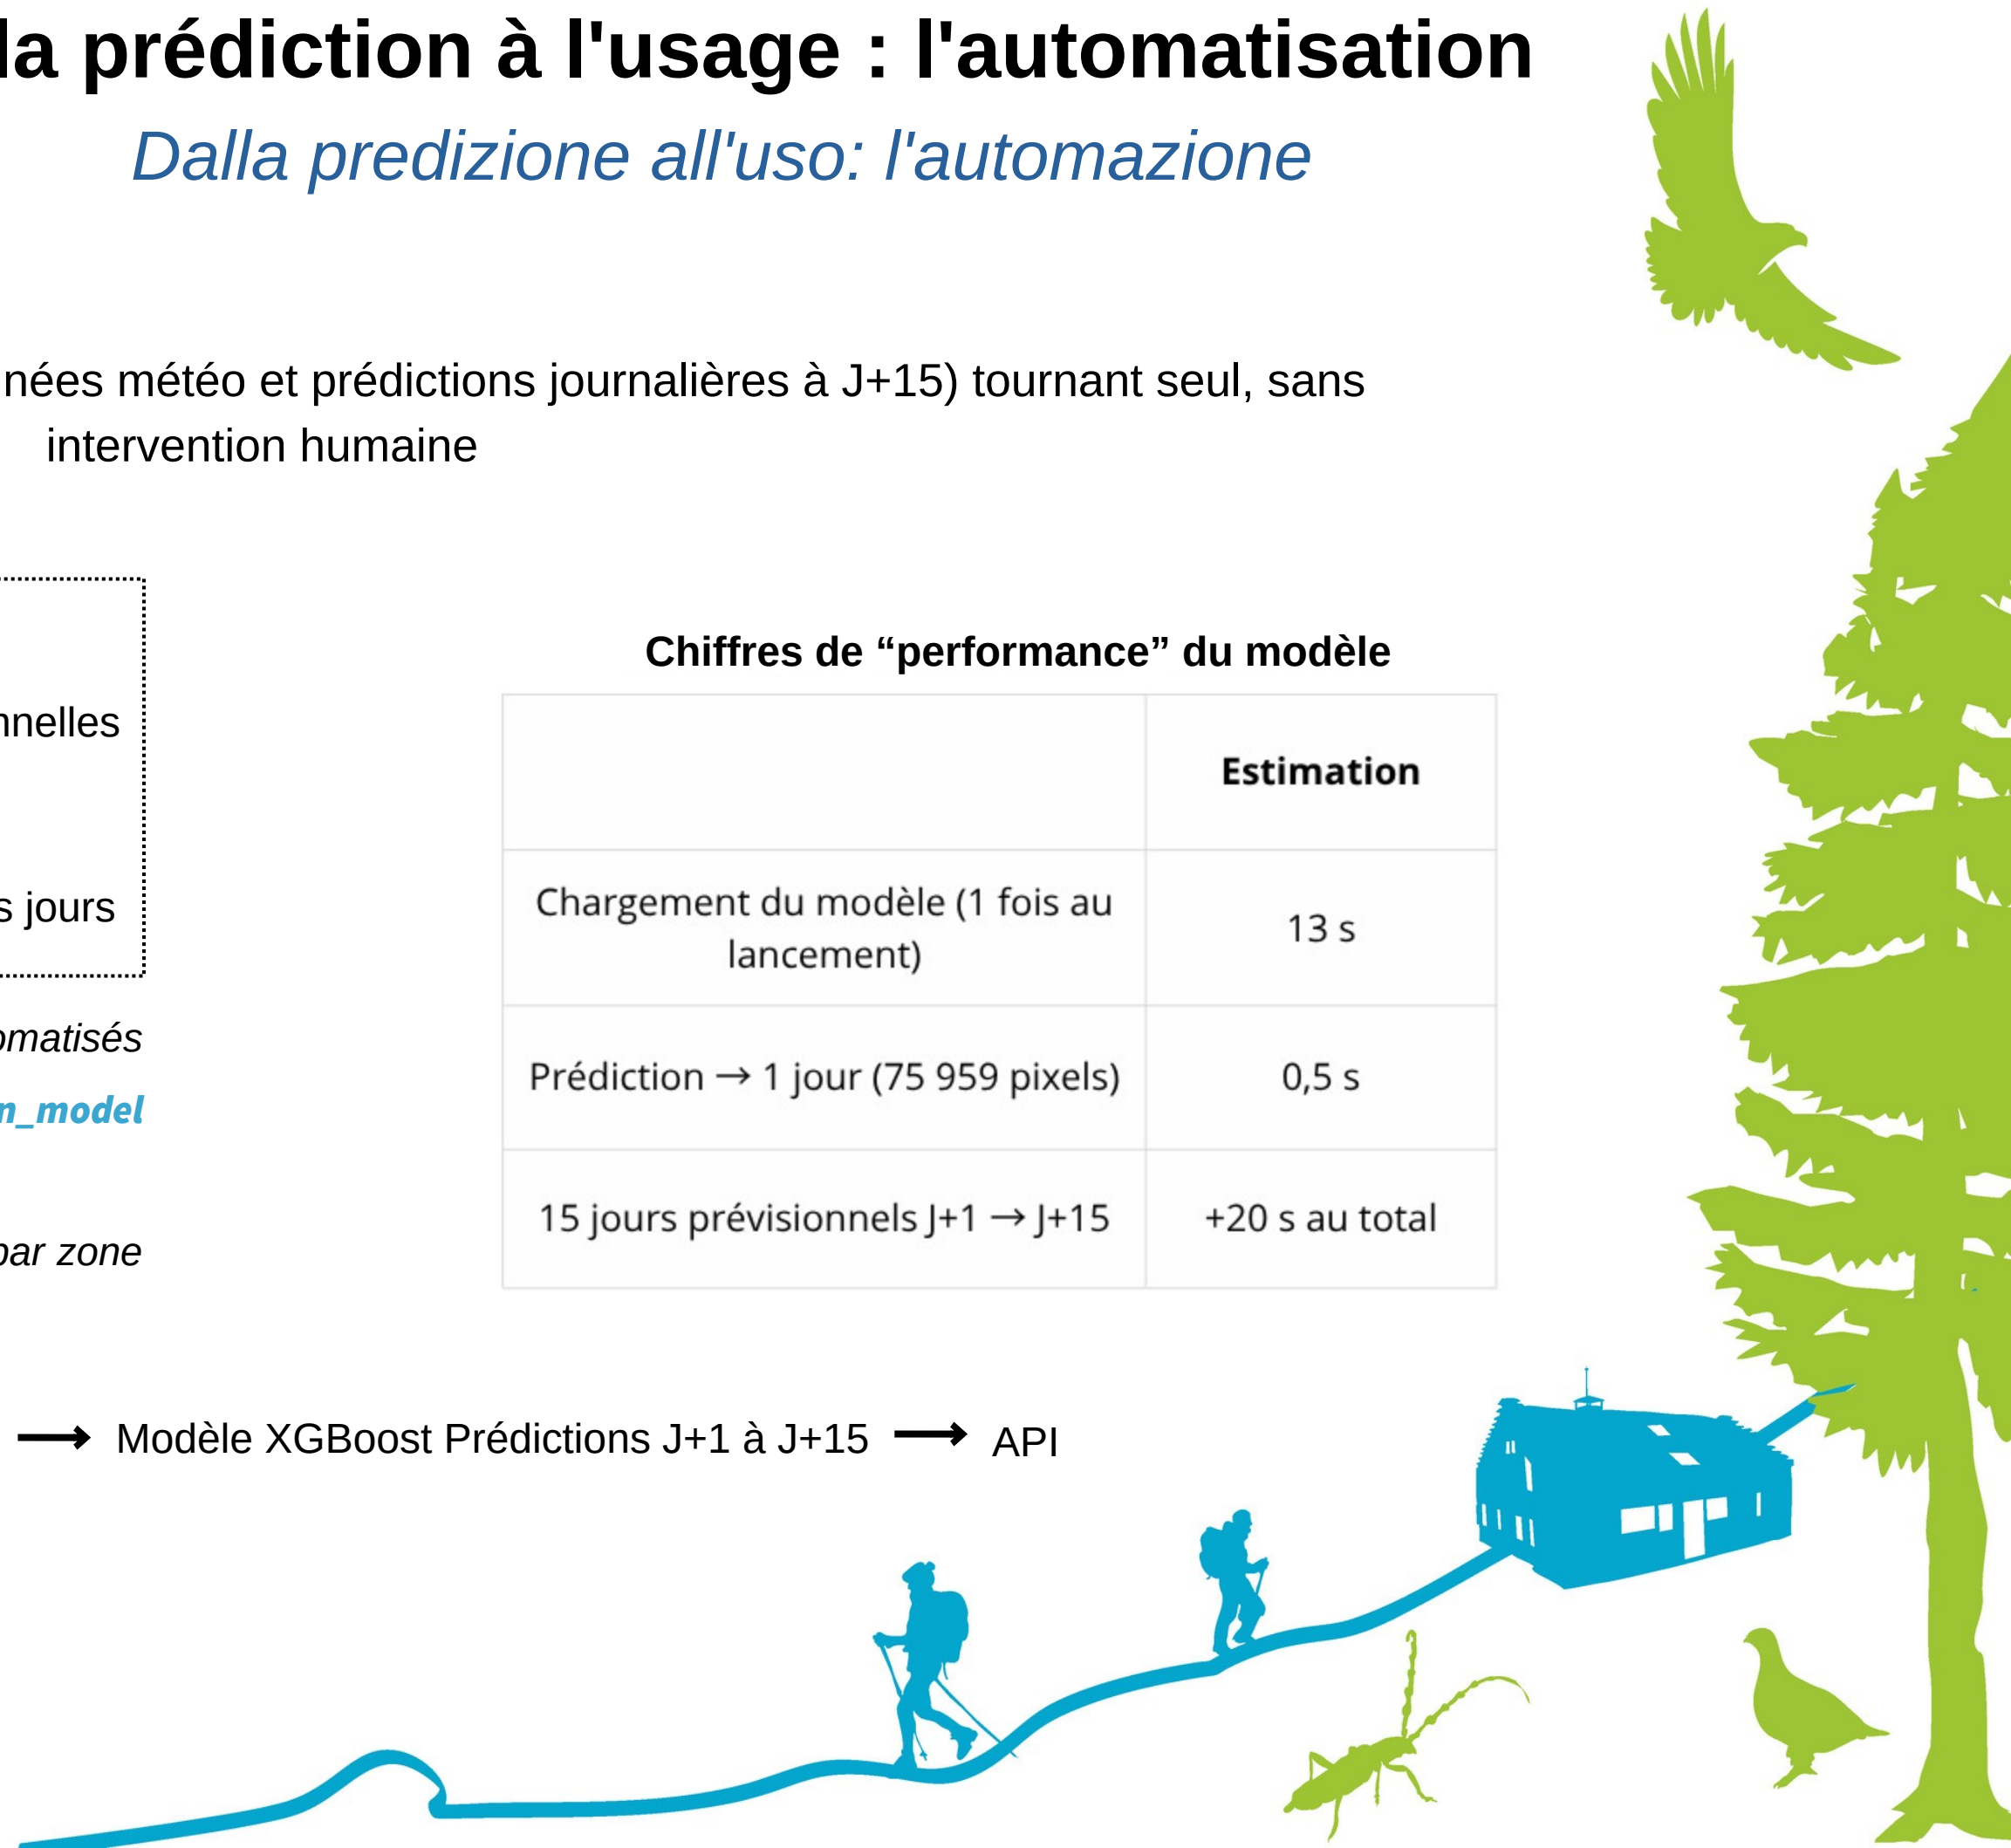 la prédiction à l'usage : l'automatisation
Dalla predizione all'uso: l'automazione
nées météo et prédictions journalières à J+15) tournant seul, sans
intervention humaine
nnelles
s jours
omatisés
n_model
par zone
Chiffres de “performance” du modèle
Estimation
Chargement du modèle (1 fois au
lancement)
13 s
Prédiction → 1 jour (75 959 pixels)
0,5 s
15 jours prévisionnels J+1 → J+15
+20 s au total
→ Modèle XGBoost Prédictions J+1 à J+15 → API